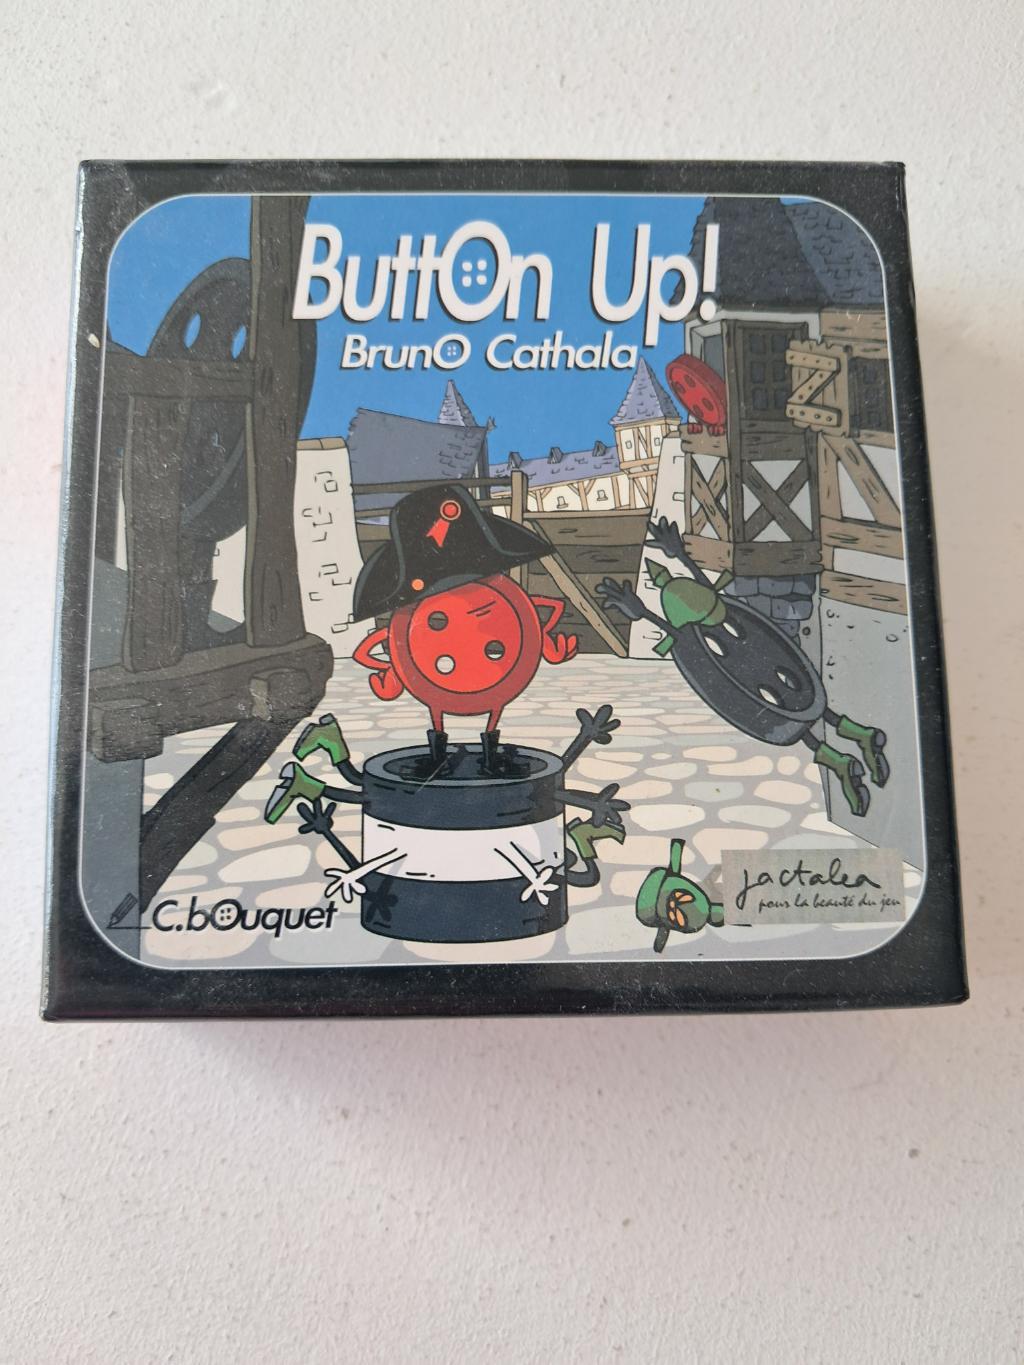 Button Up!
Bruno Cathala
Z
C.bOuquet
jactalea
pour la beauté du jeu